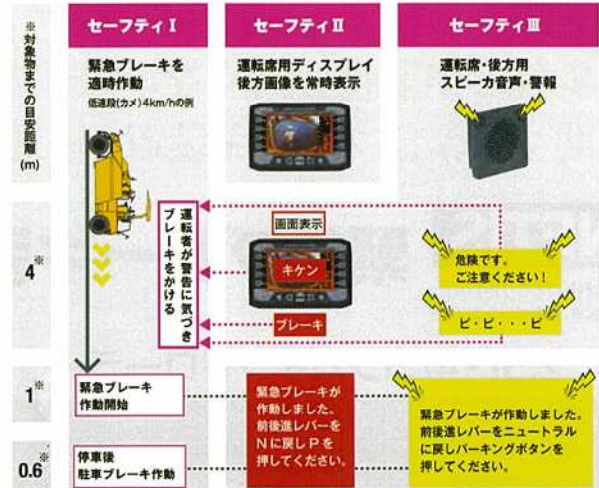 ※対象物までの目安距離(m)
セーフティⅠ
緊急ブレーキを
適時作動
低速段(カメ)4km/hの例
セーフティⅡ
運転席用ディスプレイ
後方画像を常時表示
セーフティⅢ
運転席・後方用
スピーカ音声・警報
4※
運転者が警告に気づき
ブレーキをかける
画面表示
キケン
ブレーキ
危険です。
ご注意ください!
ピ・ピ・・・ピ
1※
緊急ブレーキ
作動開始
緊急ブレーキが
作動しました。
前後進レバーを
Nに戻しPを
押してください。
緊急ブレーキが作動しました。
前後進レバーをニュートラル
に戻しパーキングボタンを
押してください。
0.6※
停車後
駐車ブレーキ作動